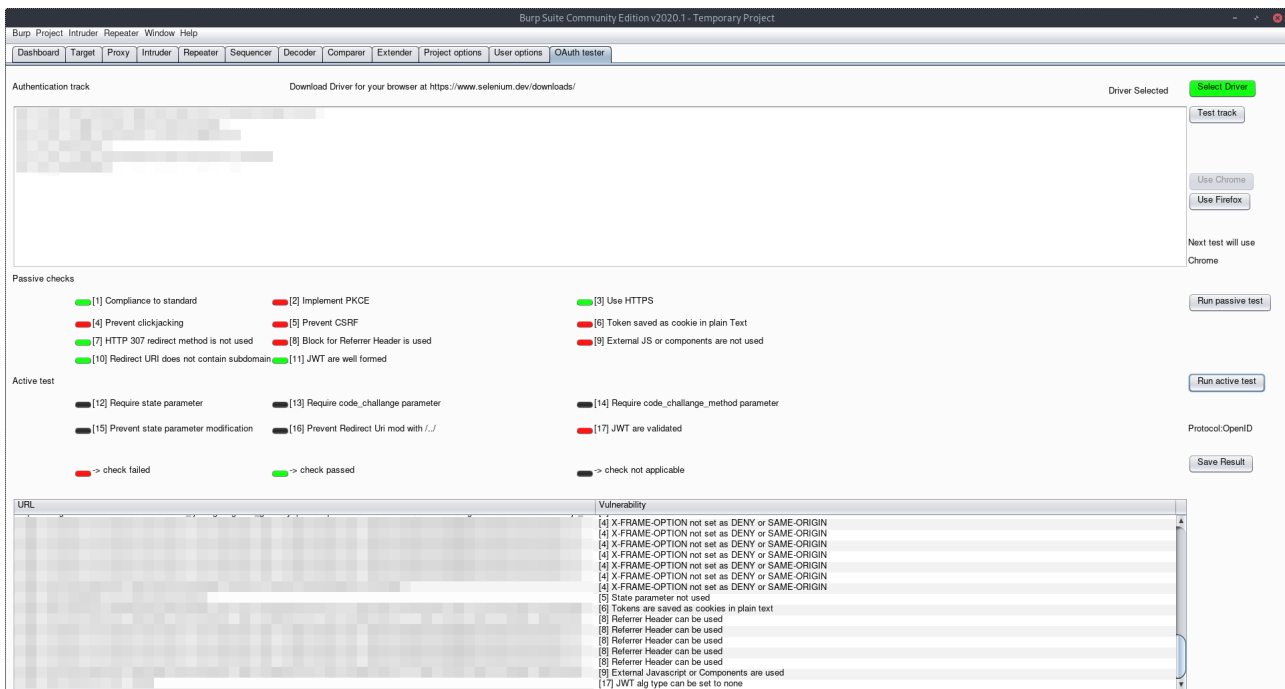 Burp Suite Community Edition v2020.1 - Temporary Project
Burp Project Intruder Repeater Window Help
Dashboard Target Proxy Intruder Repeater Sequencer Decoder Comparer Extender Project options User options OAuth tester
Authentication track Download Driver for your browser at https://www.selenium.dev/downloads/ Driver Selected Select Driver
Test track
Use Chrome
Use Firefox
Next test will use
Chrome
Passive checks
[1] Compliance to standard [2] Implement PKCE [3] Use HTTPS Run passive test
[4] Prevent clickjacking [5] Prevent CSRF [6] Token saved as cookie in plain Text
[7] HTTP 307 redirect method is not used [8] Block for Referrer Header is used [9] External JS or components are not used
[10] Redirect URI does not contain subdomain [11] JWT are well formed
Active test Run active test
[12] Require state parameter [13] Require code_challange parameter [14] Require code_challange_method parameter
[15] Prevent state parameter modification [16] Prevent Redirect Uri mod with /../ [17] JWT are validated Protocol:OpenID
-> check failed -> check passed -> check not applicable Save Result
URL Vulnerability
[4] X-FRAME-OPTION not set as DENY or SAME-ORIGIN
[4] X-FRAME-OPTION not set as DENY or SAME-ORIGIN
[4] X-FRAME-OPTION not set as DENY or SAME-ORIGIN
[4] X-FRAME-OPTION not set as DENY or SAME-ORIGIN
[4] X-FRAME-OPTION not set as DENY or SAME-ORIGIN
[4] X-FRAME-OPTION not set as DENY or SAME-ORIGIN
[4] X-FRAME-OPTION not set as DENY or SAME-ORIGIN
[5] State parameter not used
[6] Tokens are saved as cookies in plain text
[8] Referrer Header can be used
[8] Referrer Header can be used
[8] Referrer Header can be used
[8] Referrer Header can be used
[8] Referrer Header can be used
[9] External Javascript or Components are used
[17] JWT alg type can be set to none